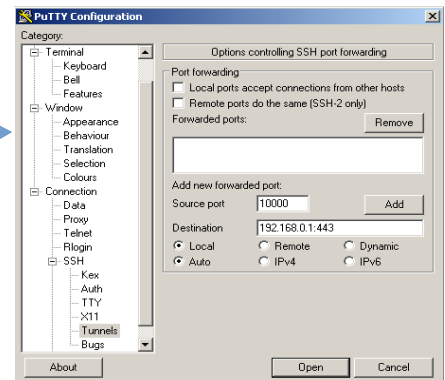 PuTTY Configuration
Category:
Terminal
Keyboard
Bell
Features
Window
Appearance
Behaviour
Translation
Selection
Colours
Connection
Data
Proxy
Telnet
Rlogin
SSH
Kex
Auth
TTY
X11
Tunnels
Bugs
Options controlling SSH port forwarding
Port forwarding
Local ports accept connections from other hosts
Remote ports do the same (SSH-2 only)
Forwarded ports:
Remove
Add new forwarded port:
Source port 10000 Add
Destination 192.168.0.1:443
Local Remote Dynamic
Auto IPv4 IPv6
About Open Cancel